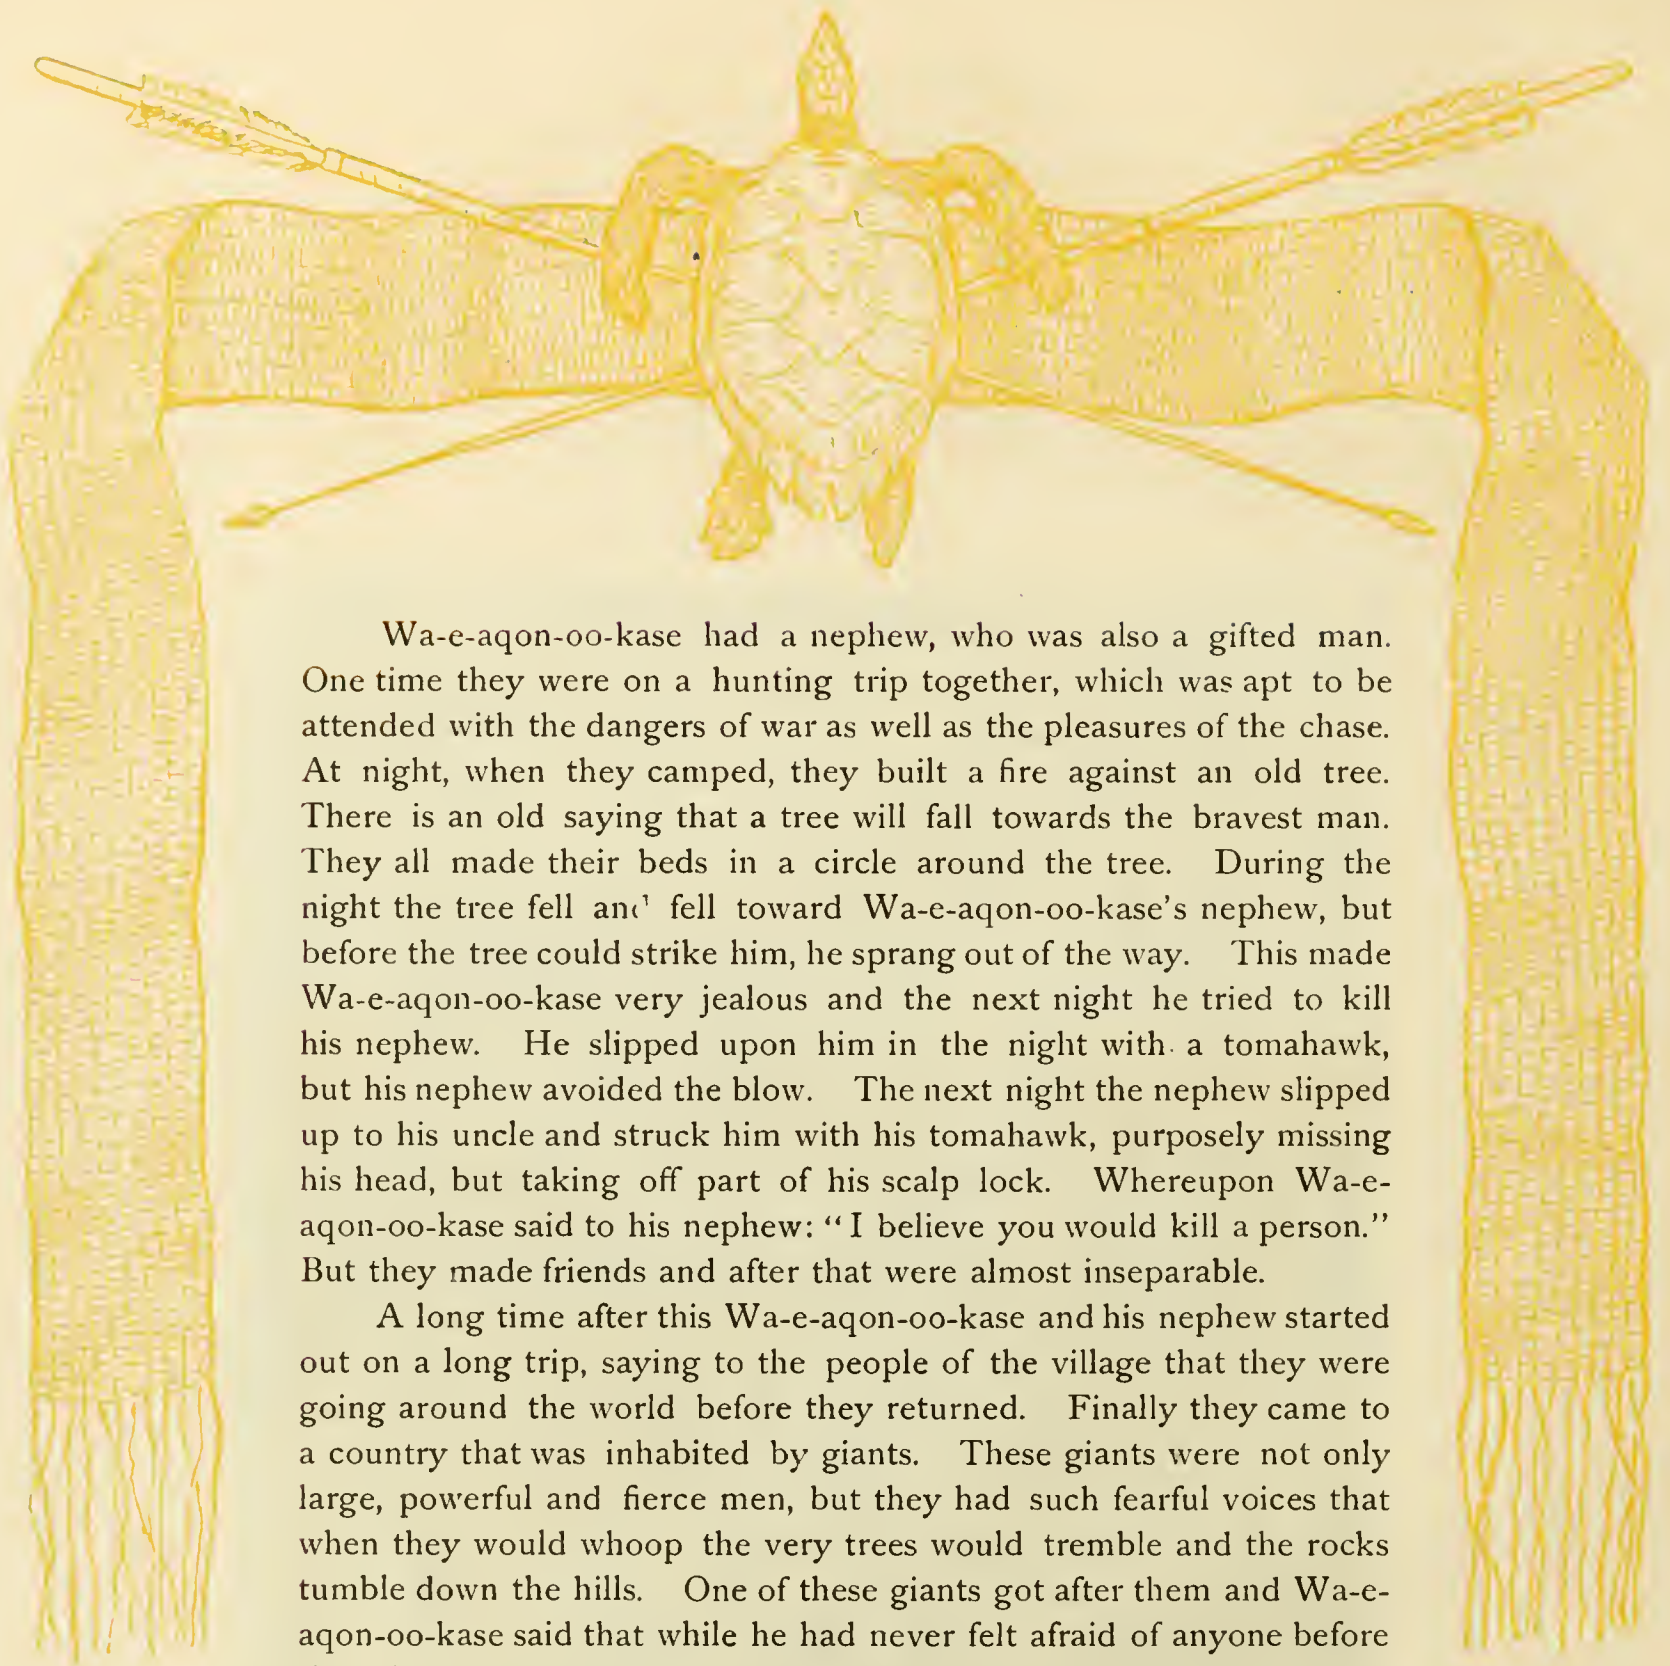 Wa-e-aqon-oo-kase had a nephew, who was also a gifted man.
One time they were on a hunting trip together, which was apt to be
attended with the dangers of war as well as the pleasures of the chase.
At night, when they camped, they built a fire against an old tree.
There is an old saying that a tree will fall towards the bravest man.
They all made their beds in a circle around the tree. During the
night the tree fell and fell toward Wa-e-aqon-oo-kase's nephew, but
before the tree could strike him, he sprang out of the way. This made
Wa-e-aqon-oo-kase very jealous and the next night he tried to kill
his nephew. He slipped upon him in the night with a tomahawk,
but his nephew avoided the blow. The next night the nephew slipped
up to his uncle and struck him with his tomahawk, purposely missing
his head, but taking off part of his scalp lock. Whereupon Wa-e-
aqon-oo-kase said to his nephew: "I believe you would kill a person."
But they made friends and after that were almost inseparable.
A long time after this Wa-e-aqon-oo-kase and his nephew started
out on a long trip, saying to the people of the village that they were
going around the world before they returned. Finally they came to
a country that was inhabited by giants. These giants were not only
large, powerful and fierce men, but they had such fearful voices that
when they would whoop the very trees would tremble and the rocks
tumble down the hills. One of these giants got after them and Wa-e-
aqon-oo-kase said that while he had never felt afraid of anyone before